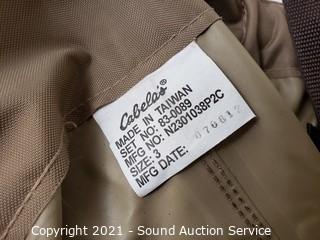 Cabela's
MADE IN TAIWAN
SET NO: 83-0089
MFG NO: N2301038P2C
SIZE: 3
MFG DATE: 070612
Copyright 2021 - Sound Auction Service